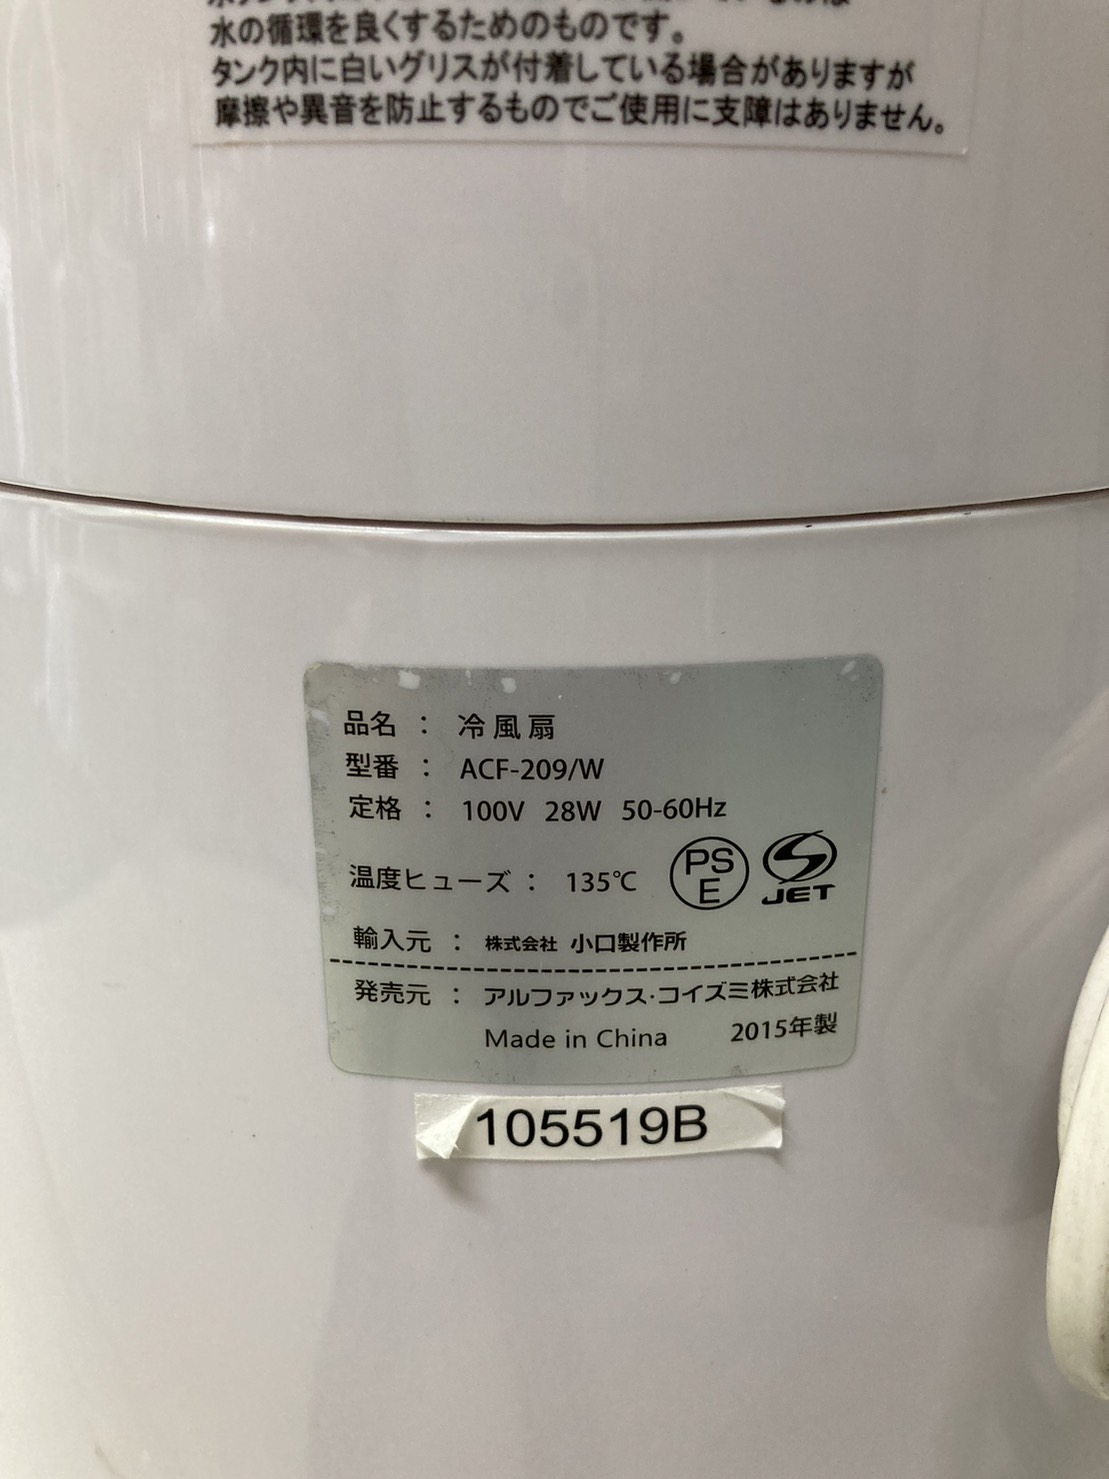 水の循環を良くするためのものです。
タンク内に白いグリスが付着している場合がありますが
摩擦や異音を防止するものでご使用に支障はありません。
品名 : 冷風扇
型番 : ACF-209/W
定格 : 100V 28W 50-60Hz
温度ヒューズ : 135℃ PSE JET
輸入元 : 株式会社 小口製作所
発売元 : アルファックス・コイズミ株式会社
Made in China 2015年製
105519B